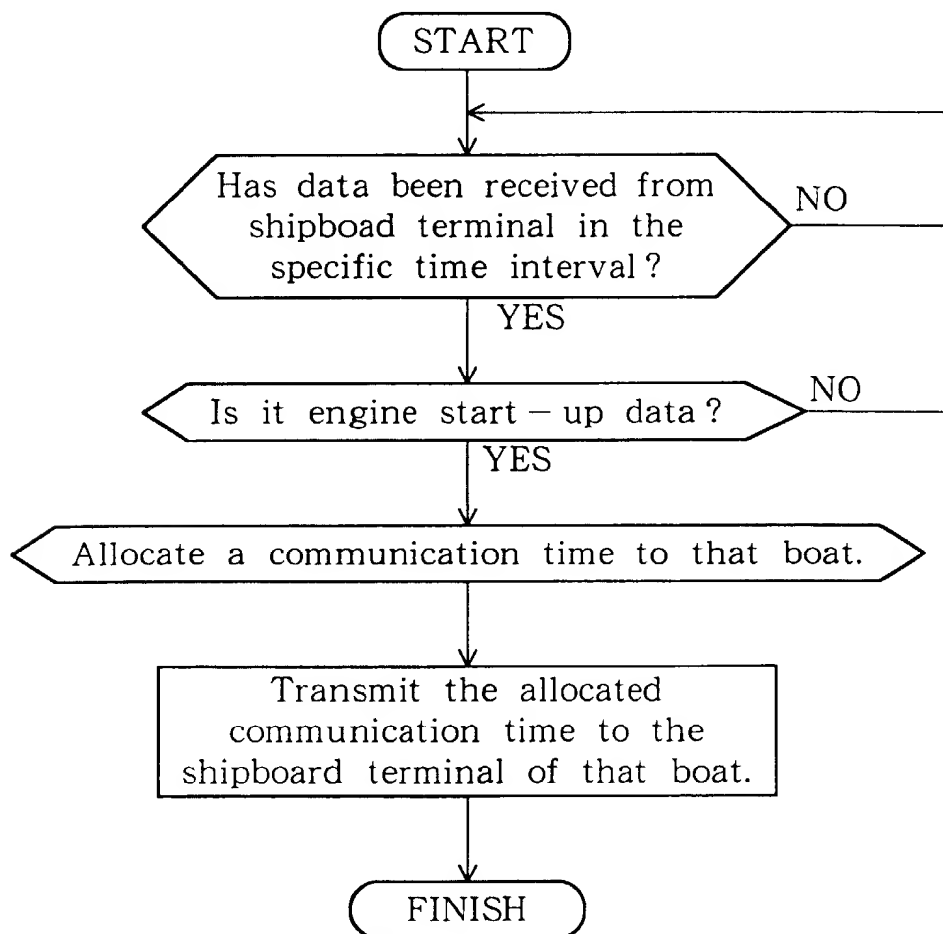 START
Has data been received from
shipboad terminal in the
specific time interval?
NO
YES
Is it engine start-up data?
NO
YES
Allocate a communication time to that boat.
Transmit the allocated
communication time to the
shipboard terminal of that boat.
FINISH